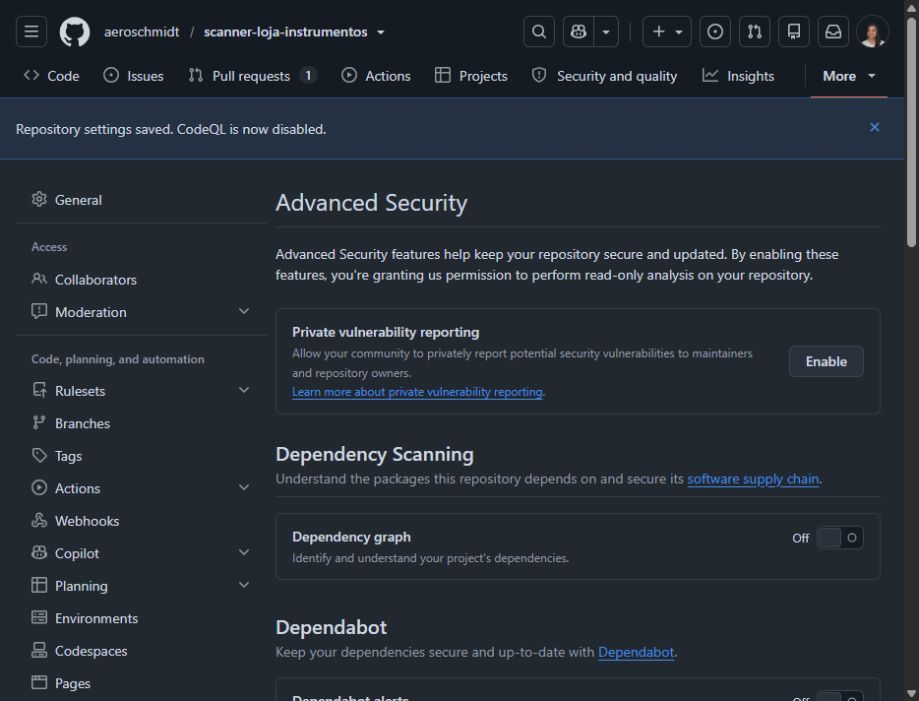 aeroschmidt / scanner-loja-instrumentos
Code Issues Pull requests 1 Actions Projects Security and quality Insights More
Repository settings saved. CodeQL is now disabled.
General
Access
Collaborators
Moderation
Code, planning, and automation
Rulesets
Branches
Tags
Actions
Webhooks
Copilot
Planning
Environments
Codespaces
Pages
Advanced Security
Advanced Security features help keep your repository secure and updated. By enabling these
features, you're granting us permission to perform read-only analysis on your repository.
Private vulnerability reporting
Allow your community to privately report potential security vulnerabilities to maintainers
and repository owners.
Learn more about private vulnerability reporting.
Enable
Dependency Scanning
Understand the packages this repository depends on and secure its software supply chain.
Dependency graph
Identify and understand your project's dependencies.
Off
Dependabot
Keep your dependencies secure and up-to-date with Dependabot.
Dependabot alerts
Off